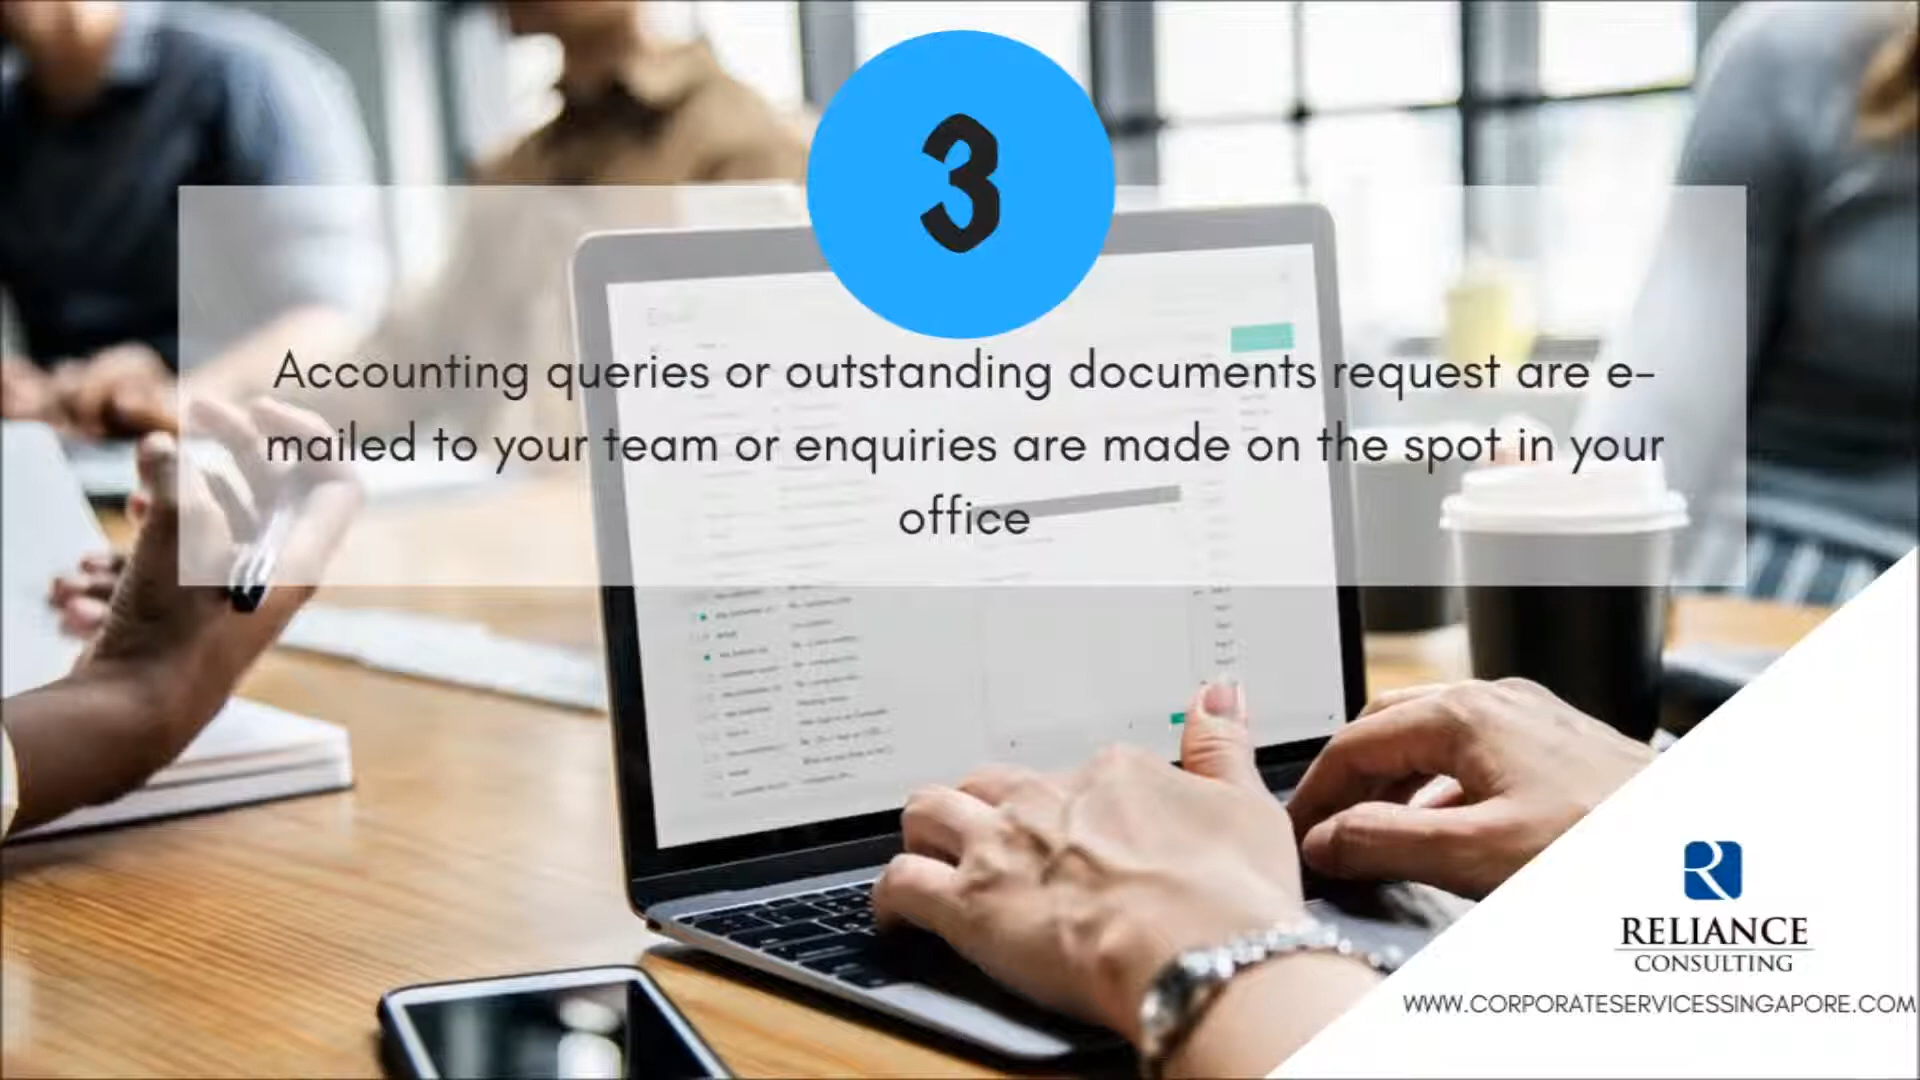 3
Accounting queries or outstanding documents request are e-
mailed to your team or enquiries are made on the spot in your
office
RELIANCE
CONSULTING
WWW.CORPORATESERVICESSINGAPORE.COM